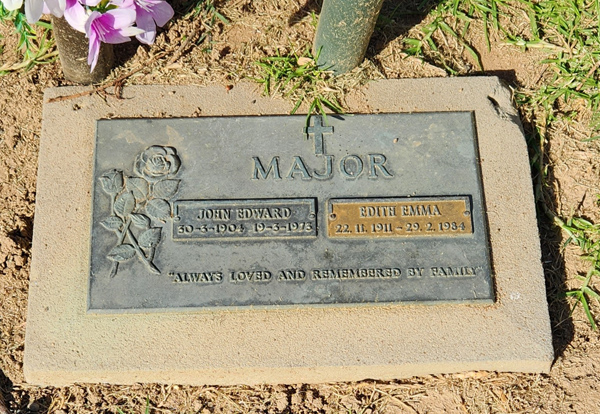 MAJOR
JOHN EDWARD
30-3-1904 19-3-1973
EDITH EMMA
22. 11. 1911 - 29. 2. 1984
"ALWAYS LOVED AND REMEMBERED BY FAMILY"